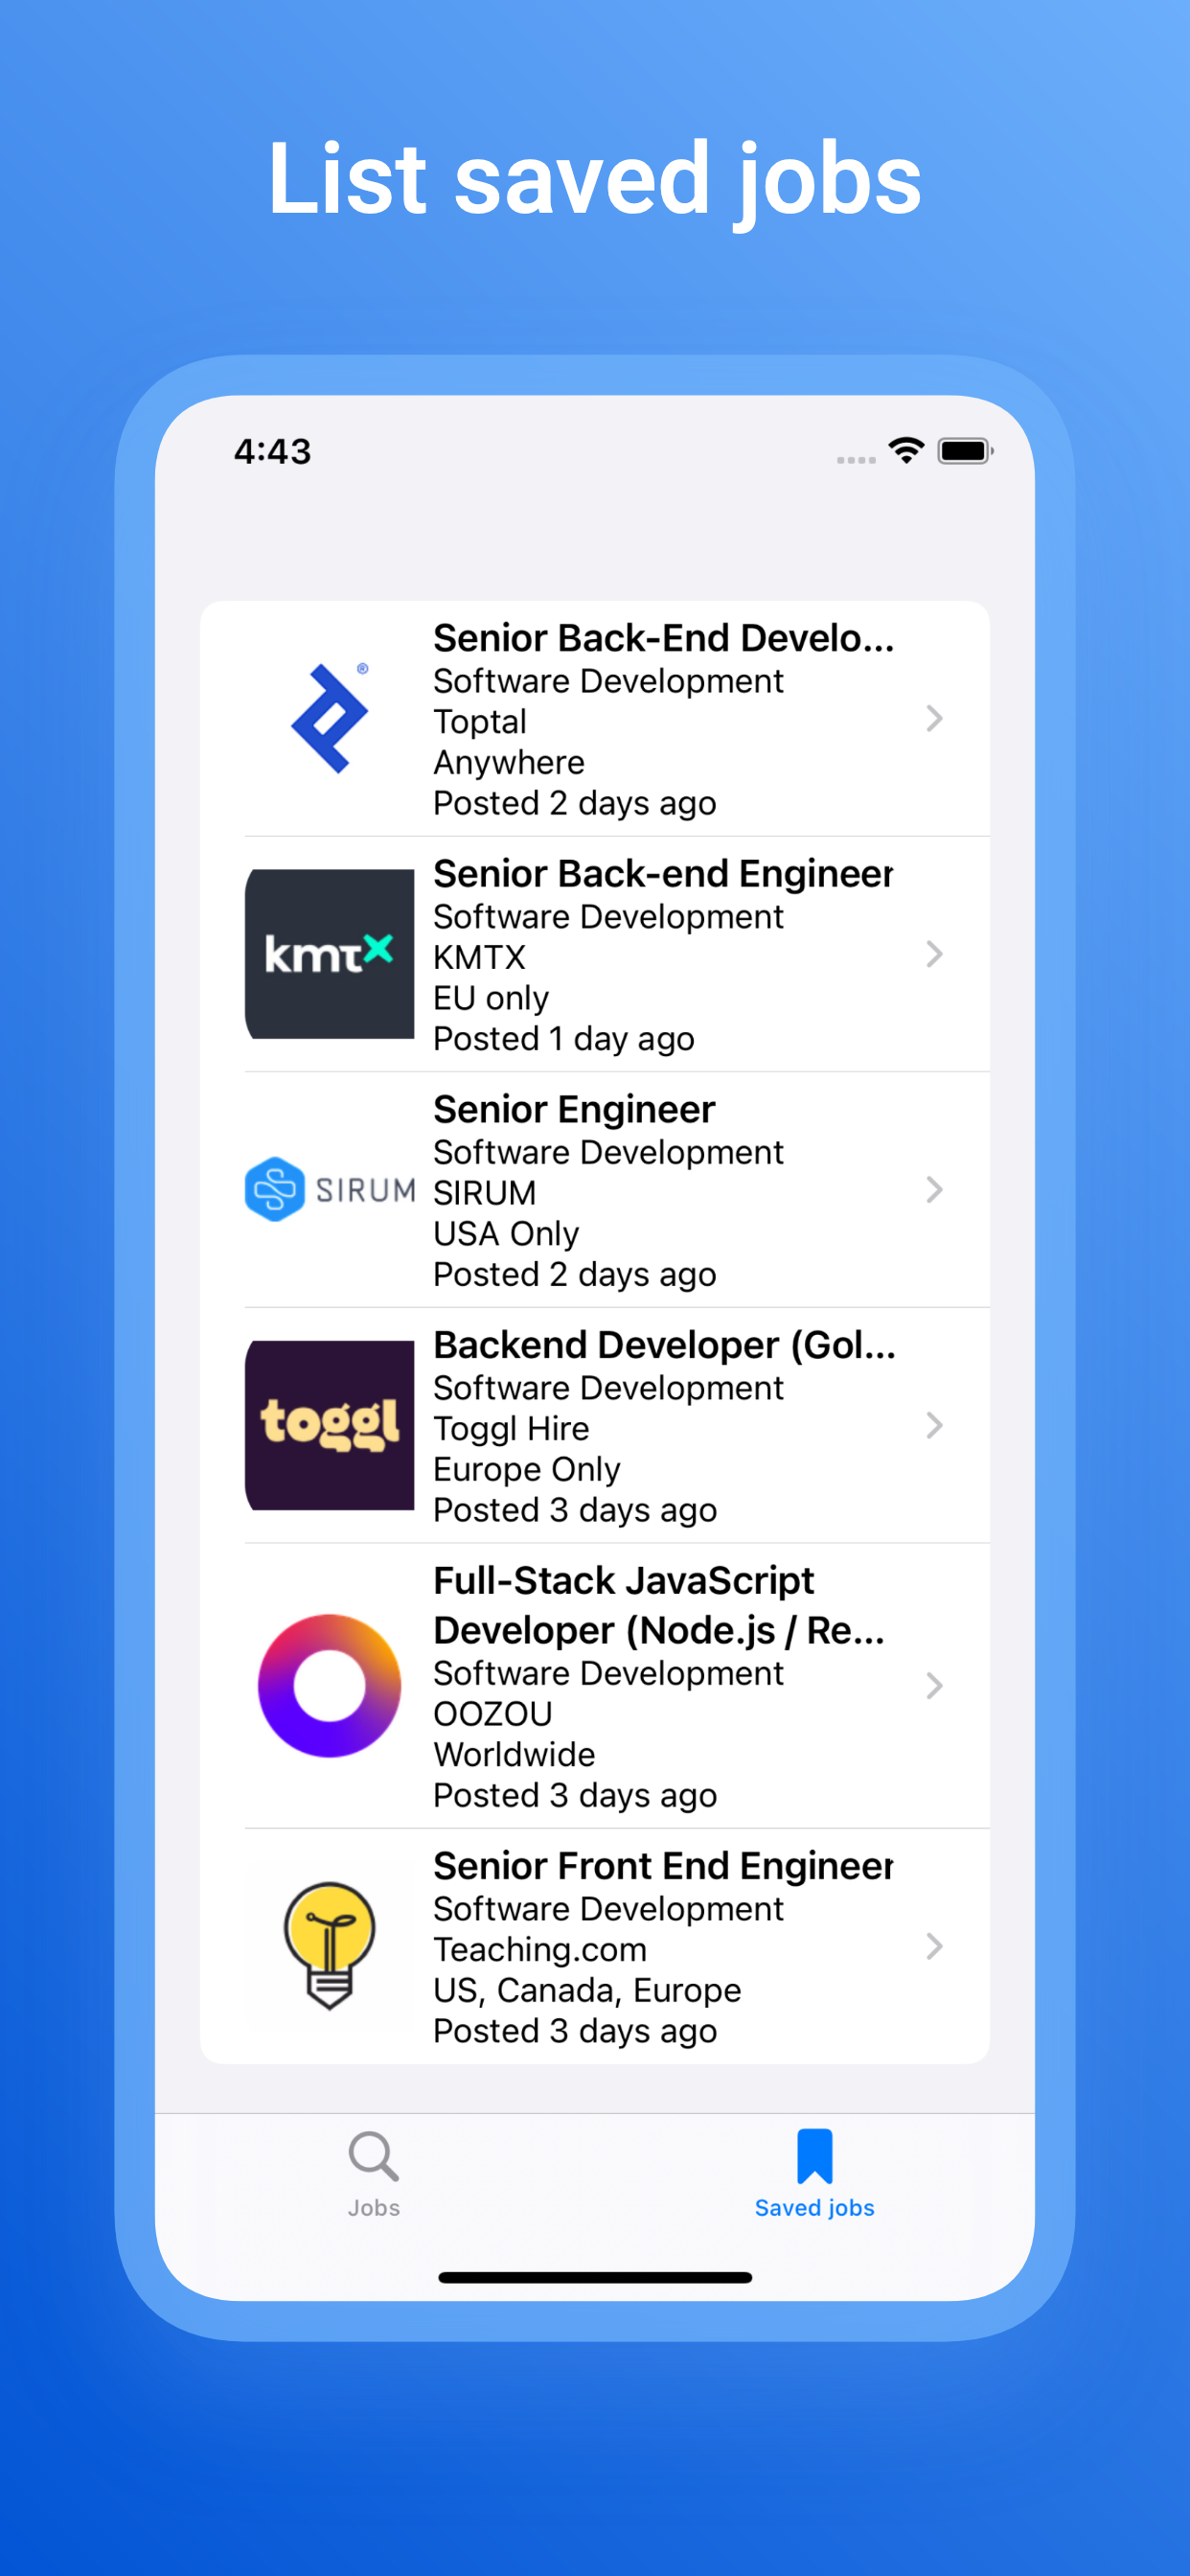 List saved jobs
4:43
Senior Back-End Develo...
Software Development
Toptal
Anywhere
Posted 2 days ago
kmtx
Senior Back-end Engineer
Software Development
KMTX
EU only
Posted 1 day ago
SIRUM
Senior Engineer
Software Development
SIRUM
USA Only
Posted 2 days ago
toggl
Backend Developer (Gol...
Software Development
Toggl Hire
Europe Only
Posted 3 days ago
Full-Stack JavaScript
Developer (Node.js / Re...
Software Development
OOZOU
Worldwide
Posted 3 days ago
Senior Front End Engineer
Software Development
Teaching.com
US, Canada, Europe
Posted 3 days ago
Jobs
Saved jobs